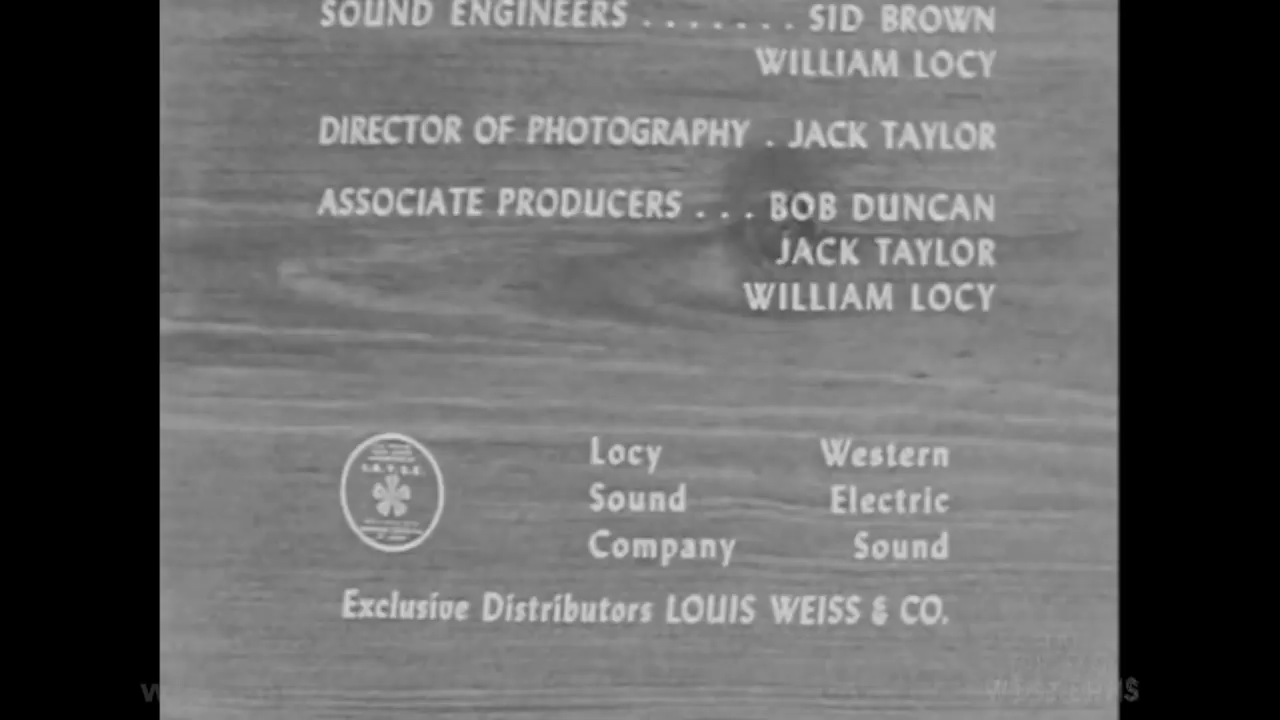 SOUND ENGINEERS . . . . . . . SID BROWN
WILLIAM LOCY
DIRECTOR OF PHOTOGRAPHY . JACK TAYLOR
ASSOCIATE PRODUCERS . . . BOB DUNCAN
JACK TAYLOR
WILLIAM LOCY
Locy Western
Sound Electric
Company Sound
Exclusive Distributors LOUIS WEISS & CO.
WESTERNS